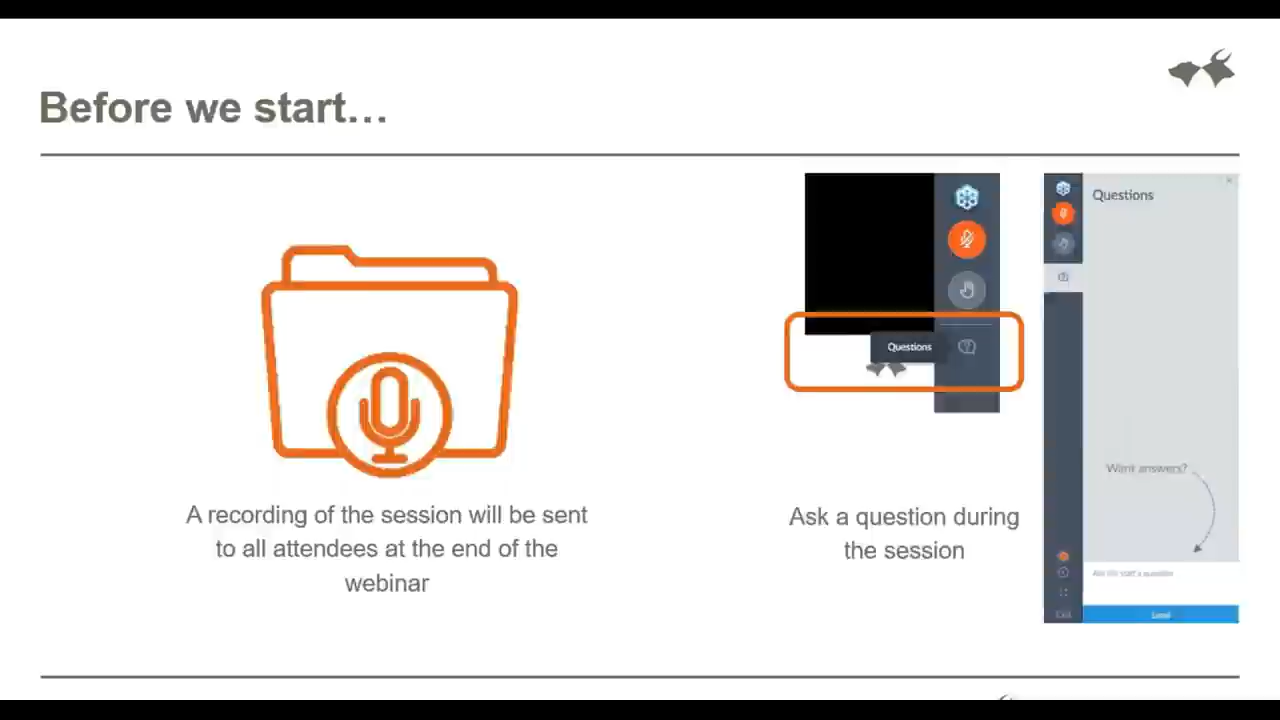 Before we start...
A recording of the session will be sent
to all attendees at the end of the
webinar
Questions
Ask a question during
the session
Questions
Want answers?
Send